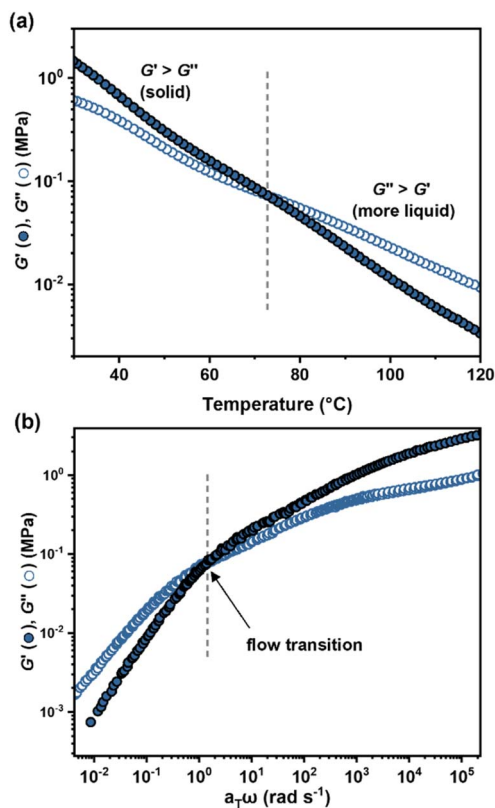 (a)
10⁰
10⁻¹
10⁻²
G' (●), G'' (○) (MPa)
G' > G''
(solid)
G'' > G'
(more liquid)
40 60 80 100 120
Temperature (°C)
(b)
10⁰
10⁻¹
10⁻²
10⁻³
G' (●), G'' (○) (MPa)
flow transition
10⁻² 10⁻¹ 10⁰ 10¹ 10² 10³ 10⁴ 10⁵
a_Tω (rad s⁻¹)